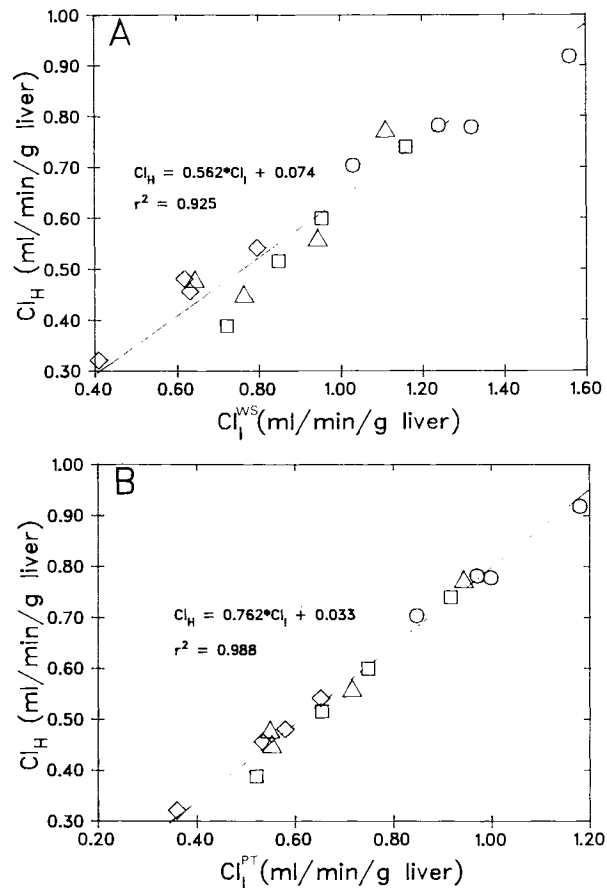 A
1.00
0.90
0.80
0.70
0.60
0.50
0.40
0.30
Cl_H (ml/min/g liver)
Cl_H = 0.562*Cl_I + 0.074
r² = 0.925
0.40 0.60 0.80 1.00 1.20 1.40 1.60
Cl_I^WS (ml/min/g liver)
B
1.00
0.90
0.80
0.70
0.60
0.50
0.40
0.30
Cl_H (ml/min/g liver)
Cl_H = 0.762*Cl_I + 0.033
r² = 0.988
0.20 0.40 0.60 0.80 1.00 1.20
Cl_I^PT (ml/min/g liver)